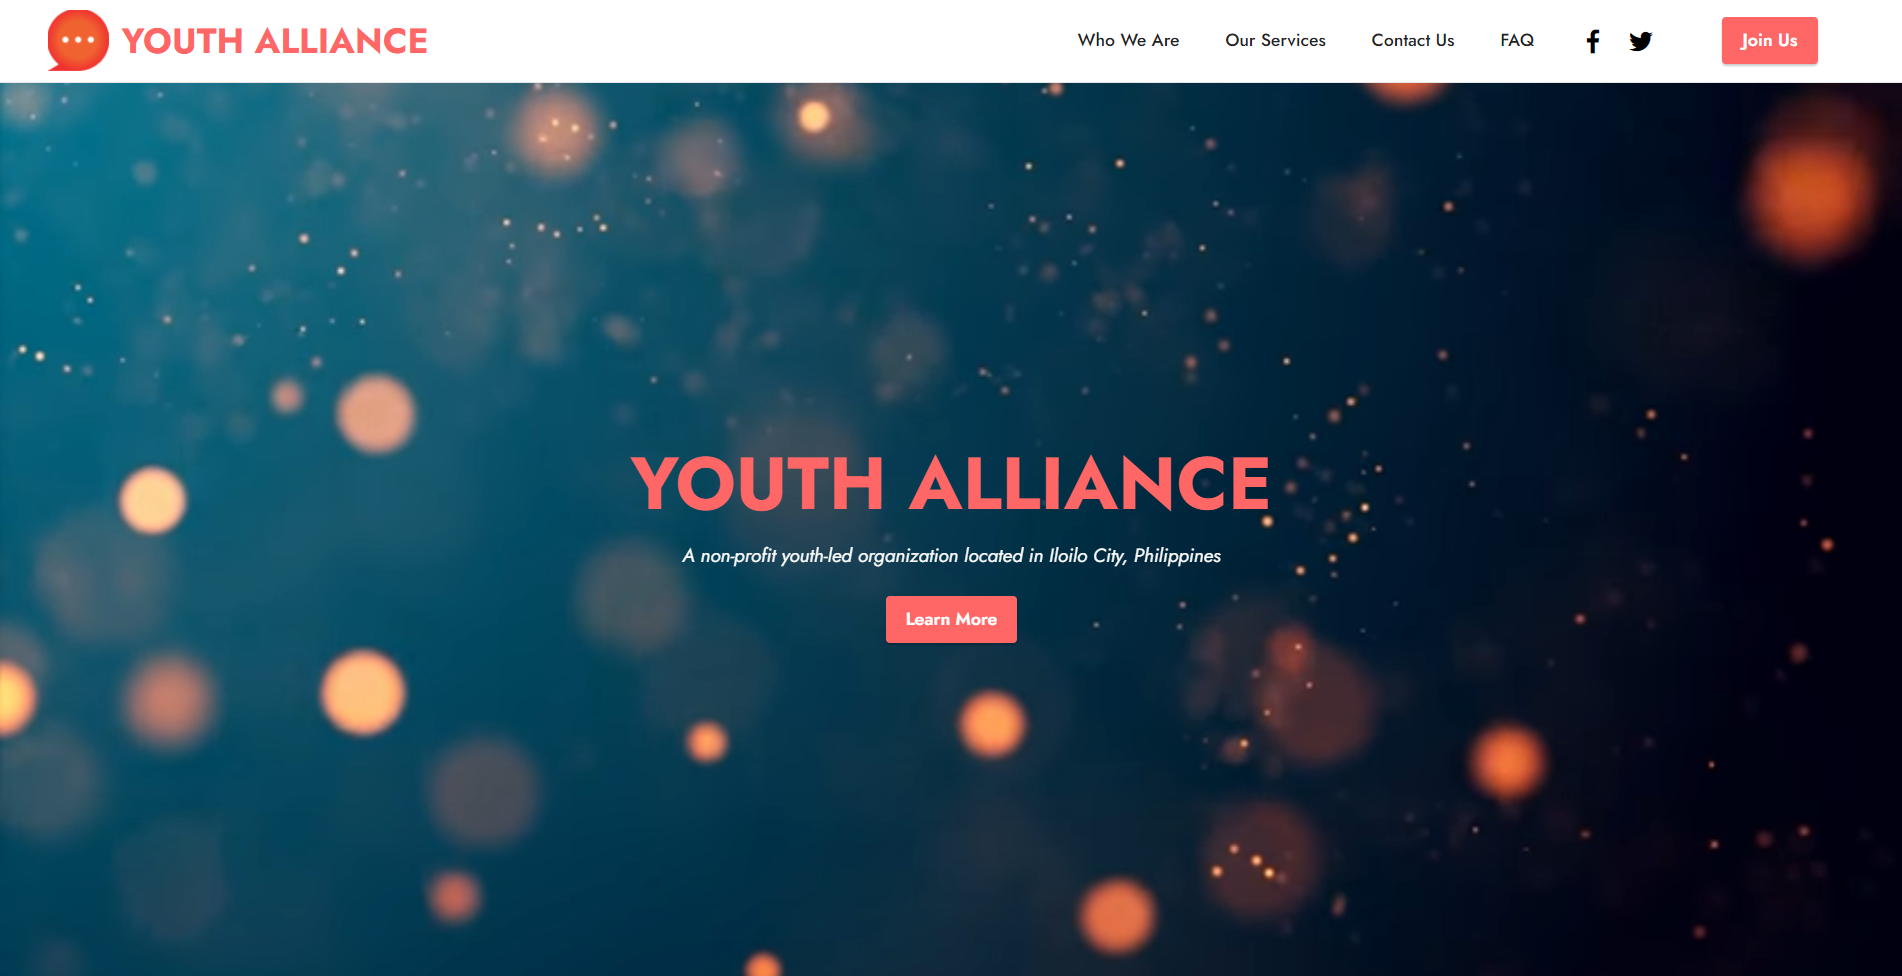 YOUTH ALLIANCE
Who We Are
Our Services
Contact Us
FAQ
Join Us
YOUTH ALLIANCE
A non-profit youth-led organization located in Iloilo City, Philippines
Learn More